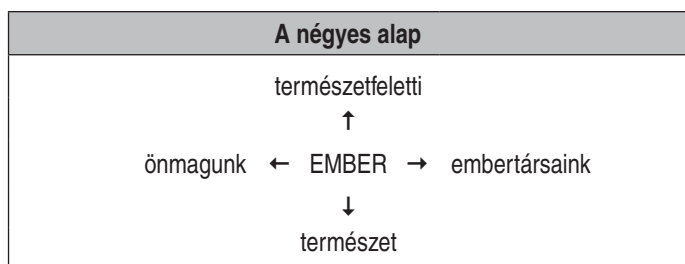 A négyes alap
természetfeletti
↑
önmagunk ← EMBER → embertársaink
↓
természet